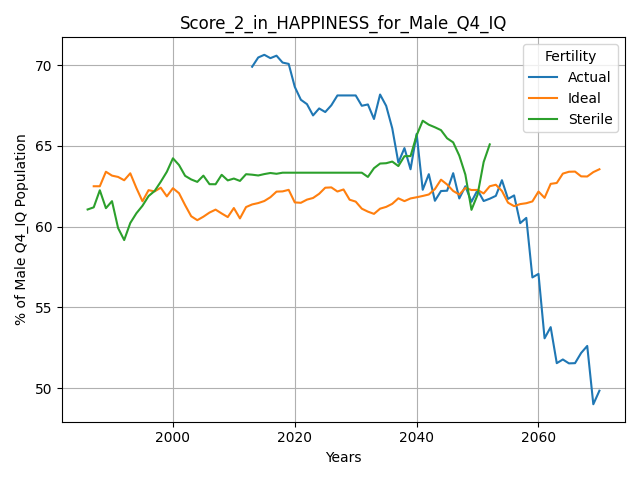 Score_2_in_HAPPINESS_for_Male_Q4_IQ
Fertility
Actual
Ideal
Sterile
% of Male Q4_IQ Population
70
65
60
55
50
2000
2020
2040
2060
Years